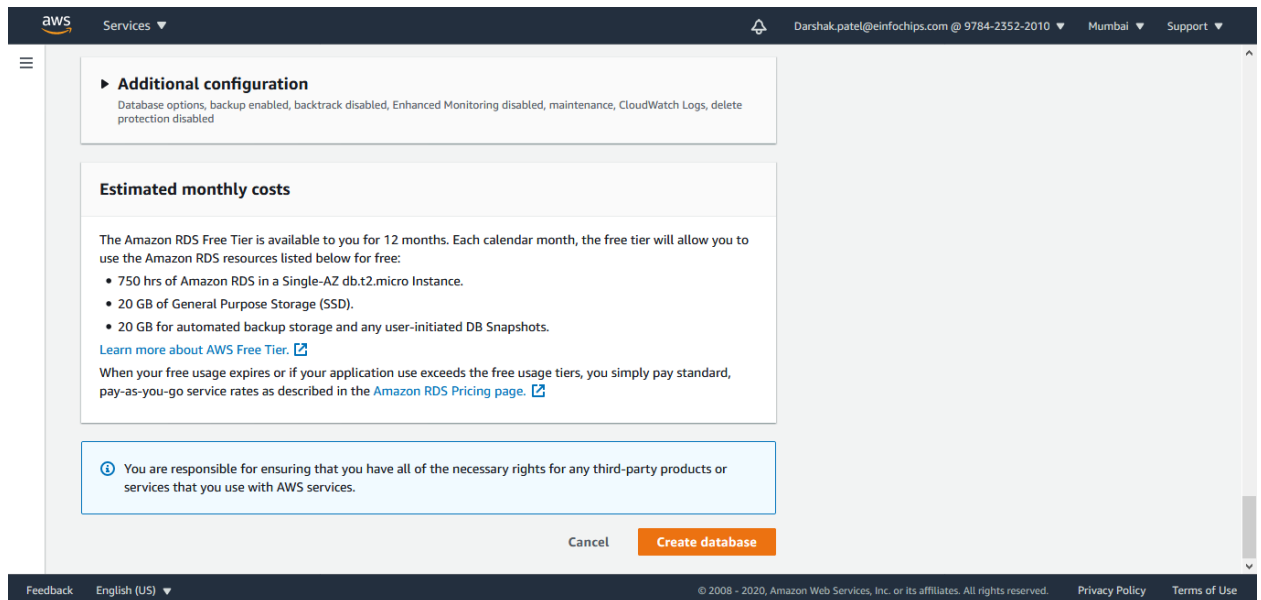 aws Services ▼ Darshak.patel@einfochips.com @ 9784-2352-2010 ▼ Mumbai ▼ Support ▼
Additional configuration
Database options, backup enabled, backtrack disabled, Enhanced Monitoring disabled, maintenance, CloudWatch Logs, delete
protection disabled
Estimated monthly costs
The Amazon RDS Free Tier is available to you for 12 months. Each calendar month, the free tier will allow you to
use the Amazon RDS resources listed below for free:
• 750 hrs of Amazon RDS in a Single-AZ db.t2.micro Instance.
• 20 GB of General Purpose Storage (SSD).
• 20 GB for automated backup storage and any user-initiated DB Snapshots.
Learn more about AWS Free Tier.
When your free usage expires or if your application use exceeds the free usage tiers, you simply pay standard,
pay-as-you-go service rates as described in the Amazon RDS Pricing page.
You are responsible for ensuring that you have all of the necessary rights for any third-party products or
services that you use with AWS services.
Cancel Create database
Feedback English (US) ▼ © 2008 - 2020, Amazon Web Services, Inc. or its affiliates. All rights reserved. Privacy Policy Terms of Use